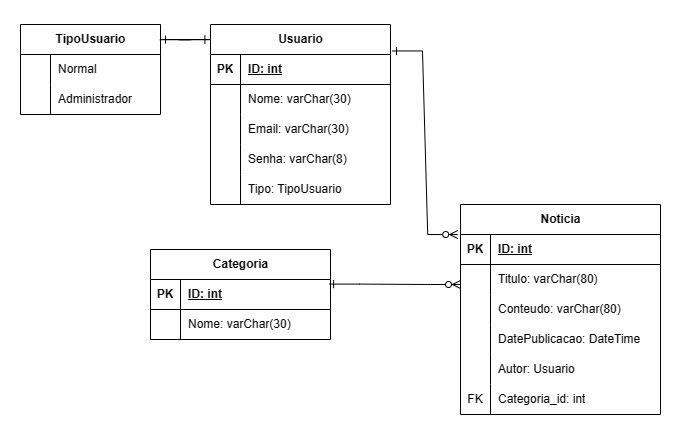 TipoUsuario
Normal
Administrador
Usuario
PK ID: int
Nome: varChar(30)
Email: varChar(30)
Senha: varChar(8)
Tipo: TipoUsuario
Categoria
PK ID: int
Nome: varChar(30)
Noticia
PK ID: int
Titulo: varChar(80)
Conteudo: varChar(80)
DatePublicacao: DateTime
Autor: Usuario
FK Categoria_id: int